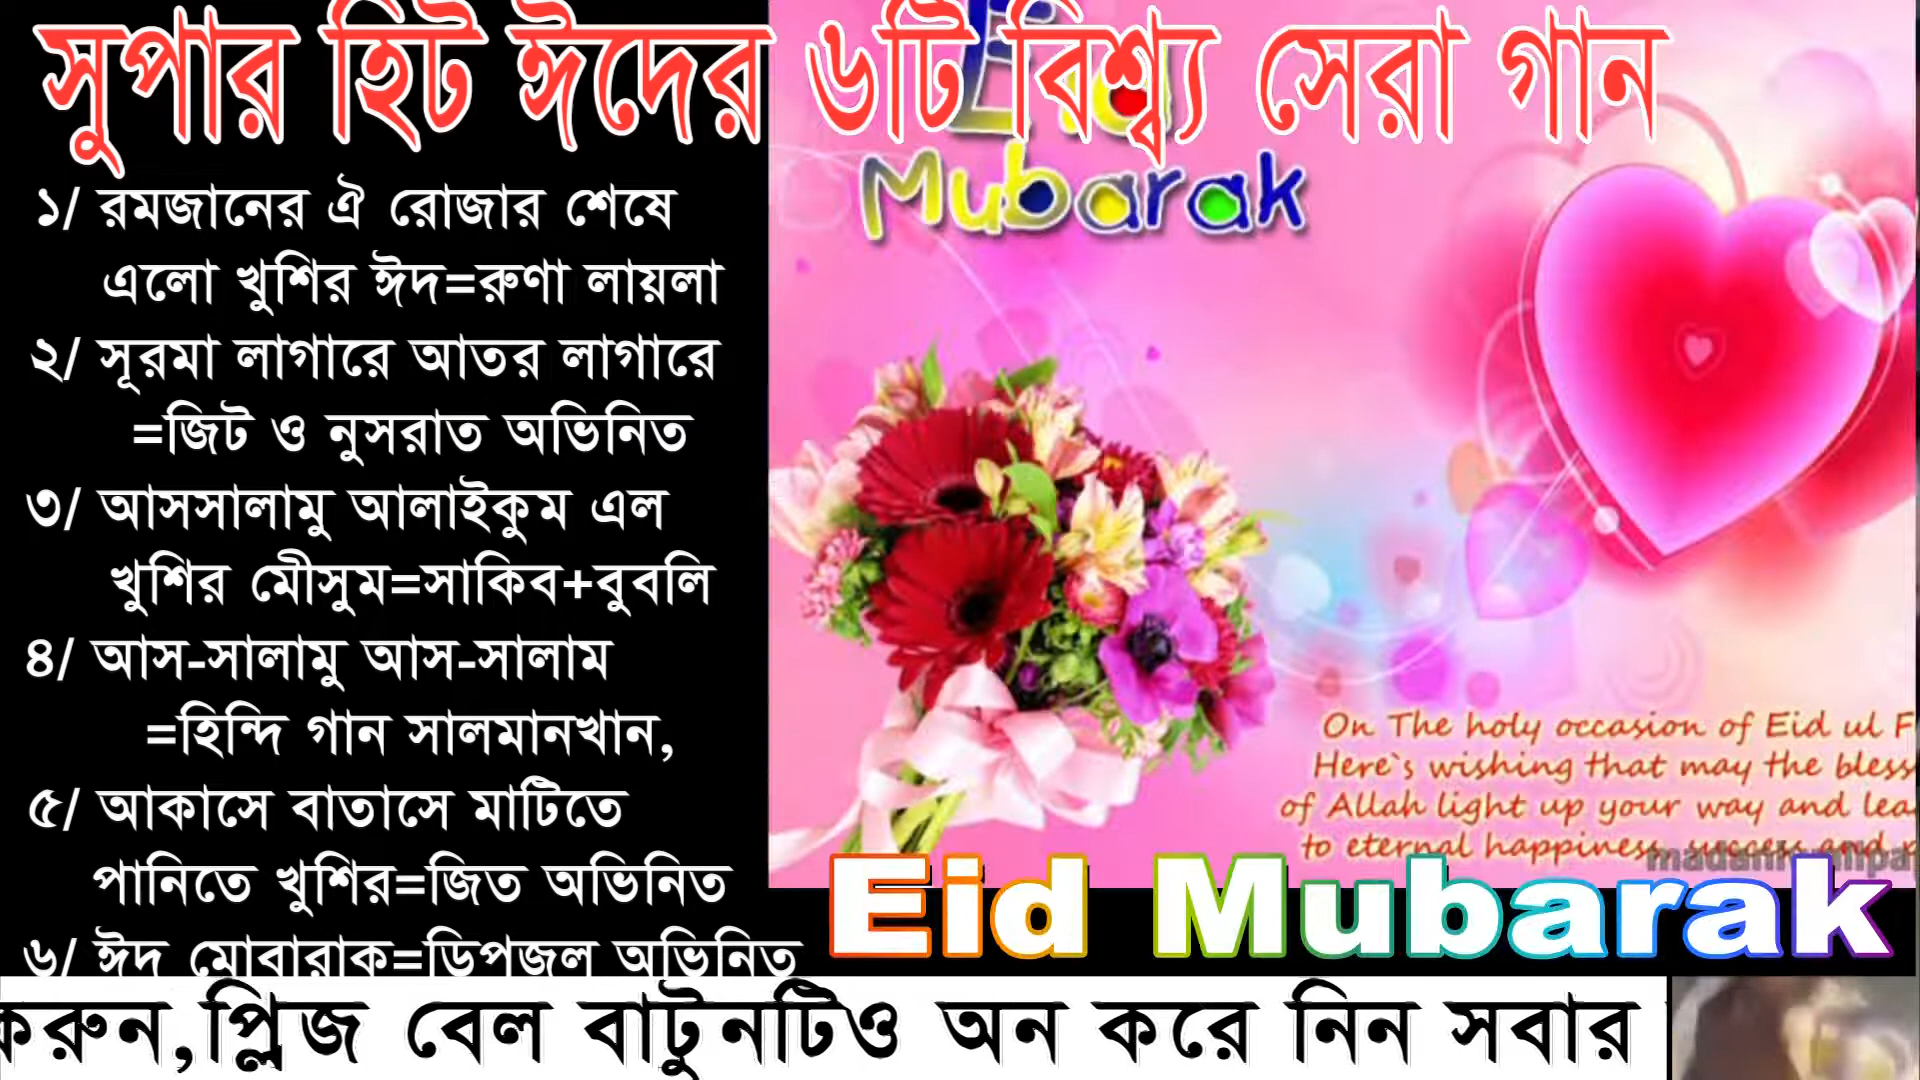 সুপার হিট ঈদের ৬টি বিশ্ব্য সেরা গান
১/ রমজানের ঐ রোজার শেষে
এলো খুশির ঈদ=রুণা লায়লা
২/ সূরমা লাগারে আতর লাগারে
=জিট ও নুসরাত অভিনিত
৩/ আসসালামু আলাইকুম এল
খুশির মৌসুম=সাকিব+বুবলি
৪/ আস-সালামু আস-সালাম
=হিন্দি গান সালমানখান,
৫/ আকাসে বাতাসে মাটিতে
পানিতে খুশির=জিত অভিনিত
৬/ ঈদ মোবারাক=ডিপজল অভিনিত
Eid
Mubarak
On The holy occasion of Eid ul F
Here`s wishing that may the bless
of Allah light up your way and lea
to eternal happiness, success and
Eid Mubarak
করুন,প্লিজ বেল বাটুনটিও অন করে নিন সবার